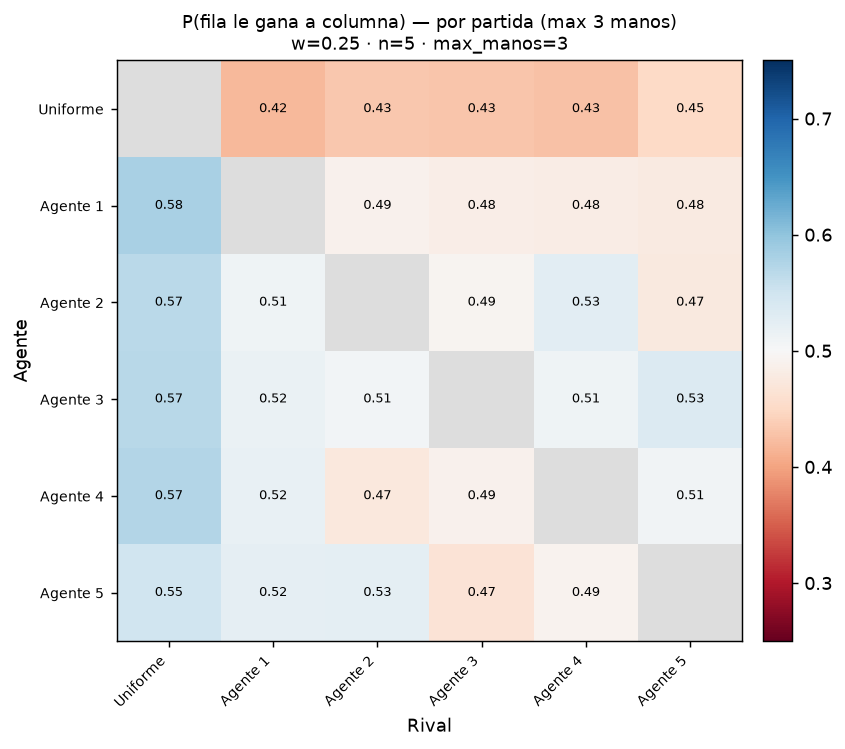 P(fila le gana a columna) — por partida (max 3 manos)
w=0.25 · n=5 · max_manos=3
Uniforme 0.42 0.43 0.43 0.43 0.45
Agente 1 0.58 0.49 0.48 0.48 0.48
Agente 2 0.57 0.51 0.49 0.53 0.47
Agente 3 0.57 0.52 0.51 0.51 0.53
Agente 4 0.57 0.52 0.47 0.49 0.51
Agente 5 0.55 0.52 0.53 0.47 0.49
Agente
Uniforme Agente 1 Agente 2 Agente 3 Agente 4 Agente 5
Rival
0.7
0.6
0.5
0.4
0.3